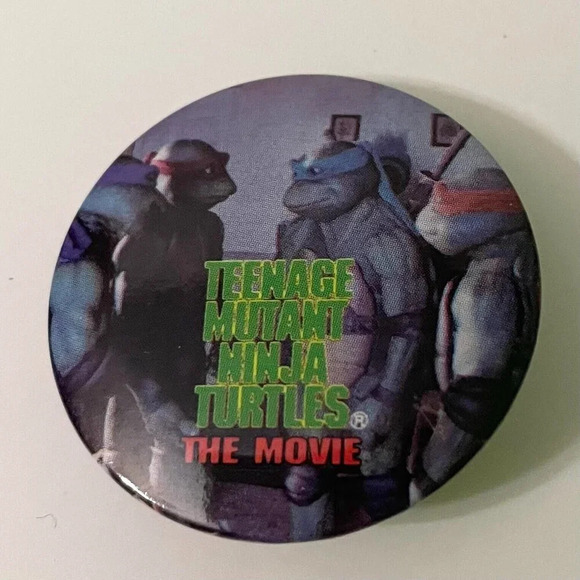 TEENAGE
MUTANT
NINJA
TURTLES®
THE MOVIE